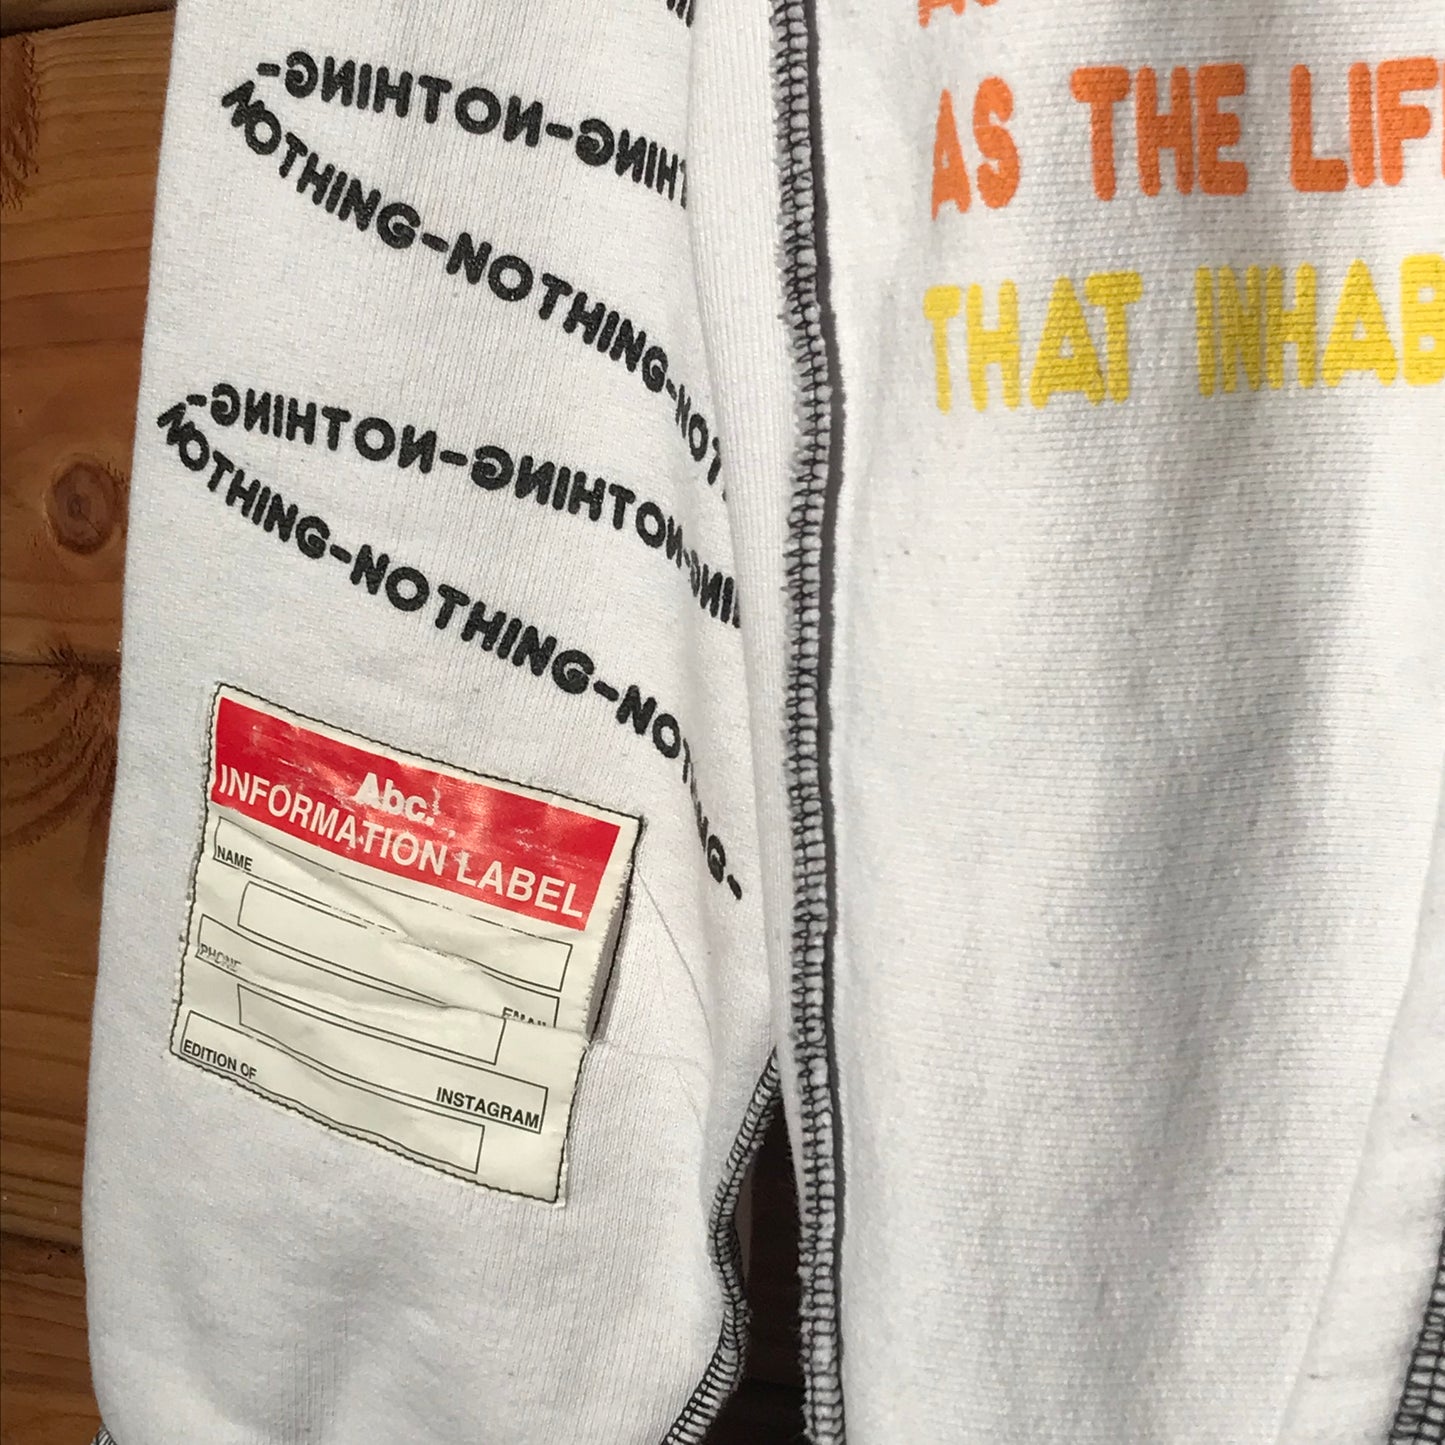 AS THE LIF
THAT INHAB
-NOTHING-NOTHING
NOTHING-NOTHING-NOT
-NOTHING-NOTHING-
NOTHING-NOTHING-NOTHING-
Abc.
INFORMATION LABEL
NAME
PHONE
EMAIL
EDITION OF
INSTAGRAM